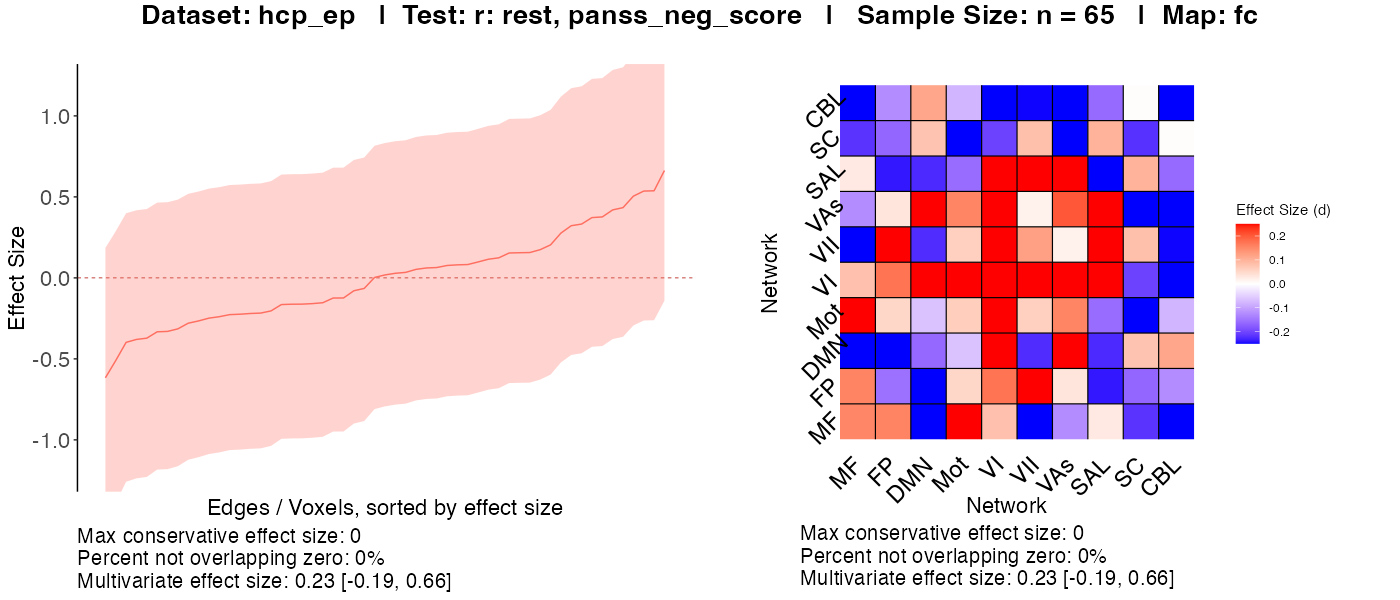 Dataset: hcp_ep | Test: r: rest, panss_neg_score | Sample Size: n = 65 | Map: fc
Effect Size
1.0
0.5
0.0
-0.5
-1.0
Edges / Voxels, sorted by effect size
Max conservative effect size: 0
Percent not overlapping zero: 0%
Multivariate effect size: 0.23 [-0.19, 0.66]
Network
CBL
SC
SAL
VAs
VII
VI
Mot
DMN
FP
MF
MF FP DMN Mot VI VII VAs SAL SC CBL
Network
Max conservative effect size: 0
Percent not overlapping zero: 0%
Multivariate effect size: 0.23 [-0.19, 0.66]
Effect Size (d)
0.2
0.1
0.0
-0.1
-0.2